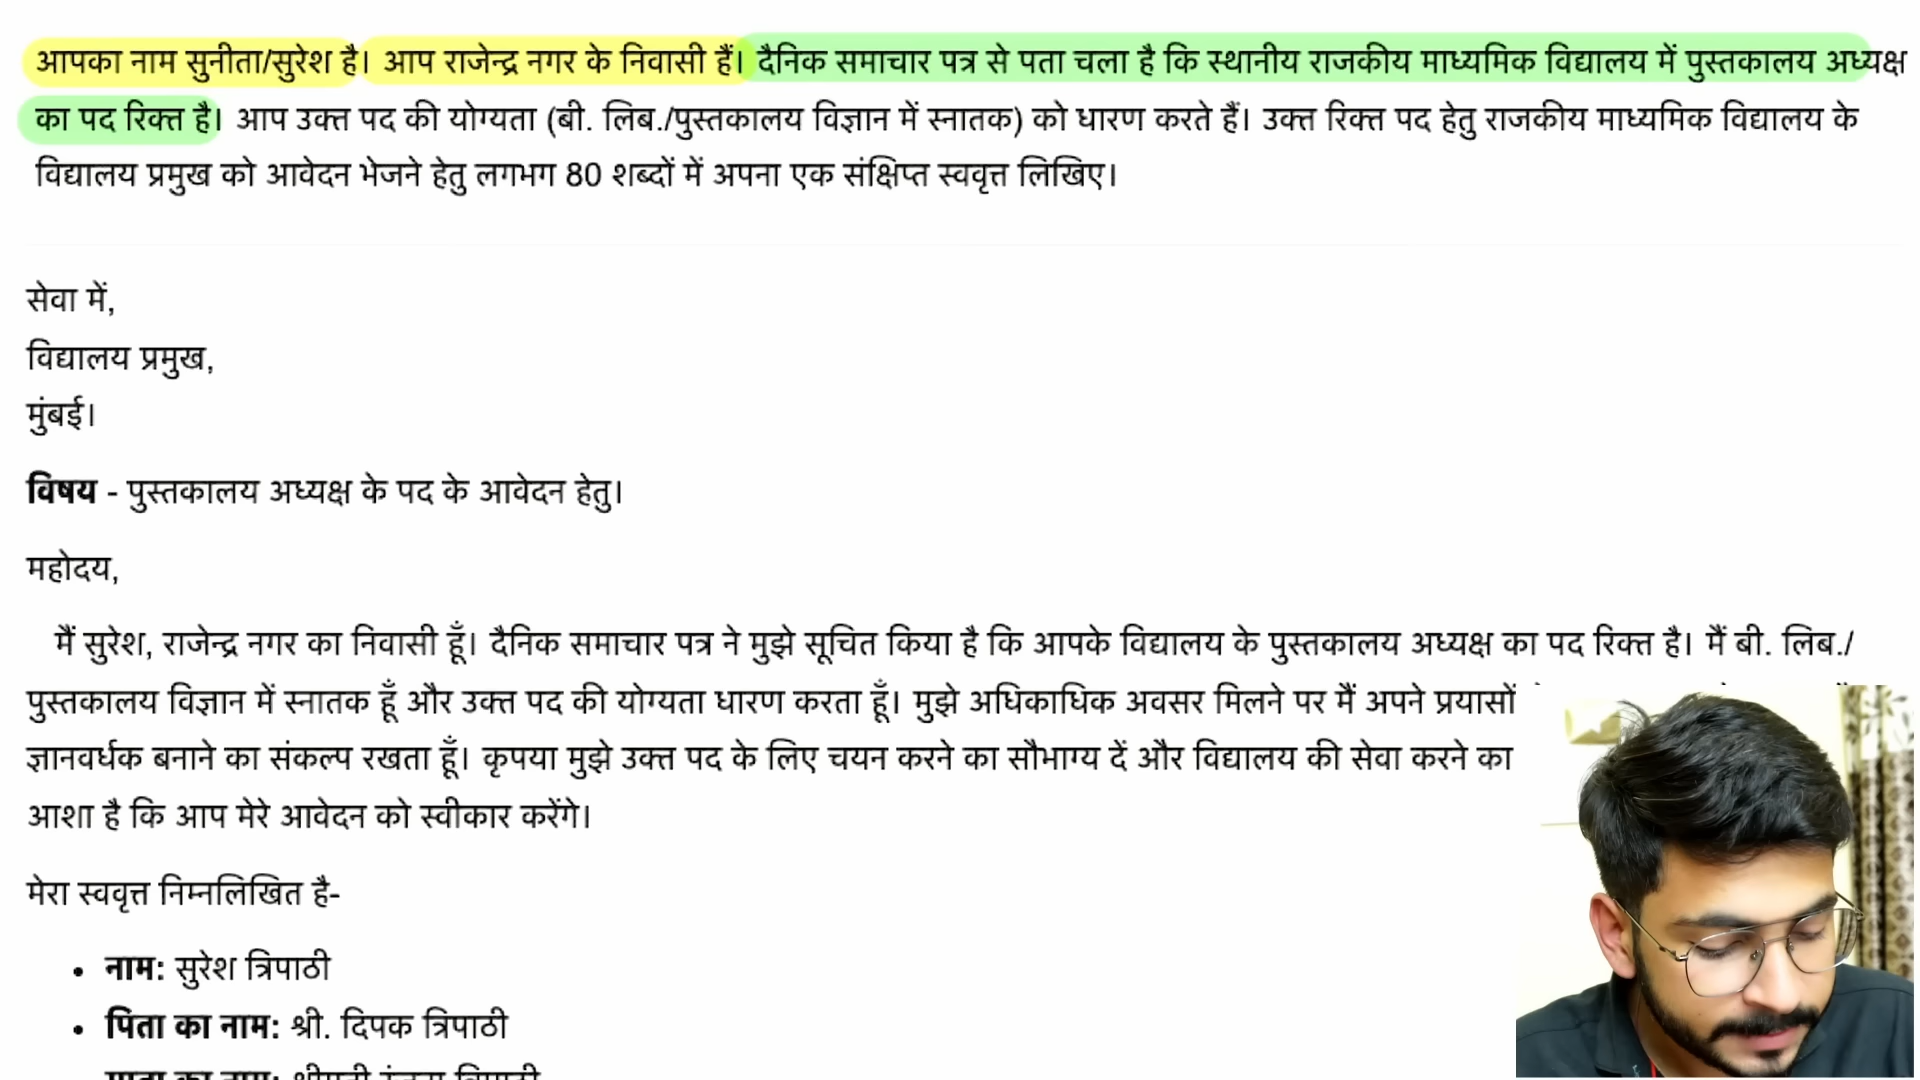 आपका नाम सुनीता/सुरेश है। आप राजेन्द्र नगर के निवासी हैं। दैनिक समाचार पत्र से पता चला है कि स्थानीय राजकीय माध्यमिक विद्यालय में पुस्तकालय अध्यक्ष
का पद रिक्त है। आप उक्त पद की योग्यता (बी. लिब./पुस्तकालय विज्ञान में स्नातक) को धारण करते हैं। उक्त रिक्त पद हेतु राजकीय माध्यमिक विद्यालय के
विद्यालय प्रमुख को आवेदन भेजने हेतु लगभग 80 शब्दों में अपना एक संक्षिप्त स्ववृत्त लिखिए।
सेवा में,
विद्यालय प्रमुख,
मुंबई।
विषय - पुस्तकालय अध्यक्ष के पद के आवेदन हेतु।
महोदय,
मैं सुरेश, राजेन्द्र नगर का निवासी हूँ। दैनिक समाचार पत्र ने मुझे सूचित किया है कि आपके विद्यालय के पुस्तकालय अध्यक्ष का पद रिक्त है। मैं बी. लिब./
पुस्तकालय विज्ञान में स्नातक हूँ और उक्त पद की योग्यता धारण करता हूँ। मुझे अधिकाधिक अवसर मिलने पर मैं अपने प्रयासों
ज्ञानवर्धक बनाने का संकल्प रखता हूँ। कृपया मुझे उक्त पद के लिए चयन करने का सौभाग्य दें और विद्यालय की सेवा करने का
आशा है कि आप मेरे आवेदन को स्वीकार करेंगे।
मेरा स्ववृत्त निम्नलिखित है-
• नाम: सुरेश त्रिपाठी
• पिता का नाम: श्री. दिपक त्रिपाठी